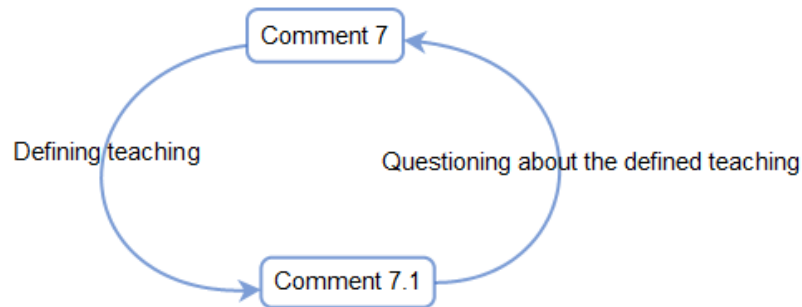 Comment 7
Defining teaching
Questioning about the defined teaching
Comment 7.1